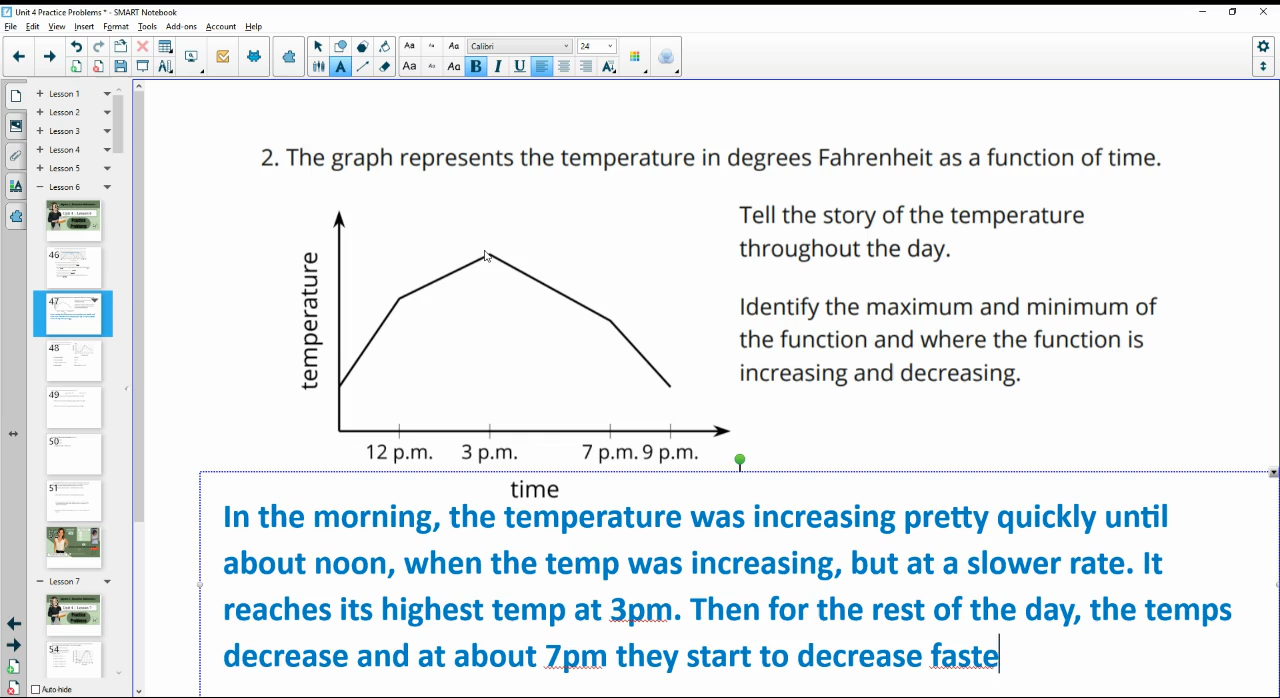 Unit 4 Practice Problems * - SMART Notebook
File Edit View Insert Format Tools Add-ons Account Help
Calibri 24
Lesson 1
Lesson 2
Lesson 3
Lesson 4
Lesson 5
Lesson 6
46
47
48
49
50
51
Lesson 7
54
Auto-hide
2. The graph represents the temperature in degrees Fahrenheit as a function of time.
Tell the story of the temperature
throughout the day.
Identify the maximum and minimum of
the function and where the function is
increasing and decreasing.
temperature
12 p.m. 3 p.m. 7 p.m. 9 p.m.
time
In the morning, the temperature was increasing pretty quickly until
about noon, when the temp was increasing, but at a slower rate. It
reaches its highest temp at 3pm. Then for the rest of the day, the temps
decrease and at about 7pm they start to decrease faste